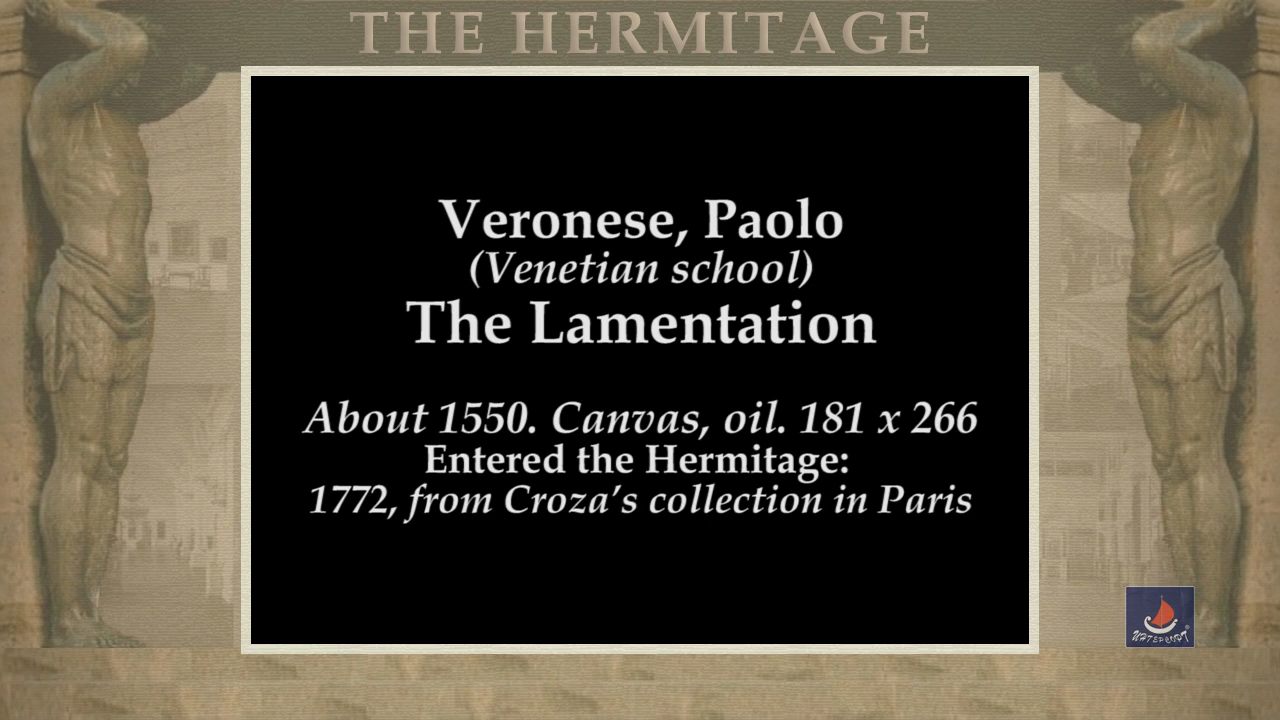 THE HERMITAGE
Veronese, Paolo
(Venetian school)
The Lamentation
About 1550. Canvas, oil. 181 x 266
Entered the Hermitage:
1772, from Croza's collection in Paris